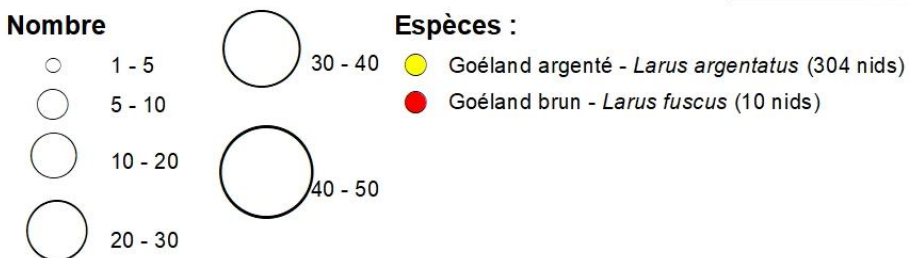 Nombre
1 - 5
5 - 10
10 - 20
20 - 30
30 - 40
40 - 50
Espèces :
Goéland argenté - Larus argentatus (304 nids)
Goéland brun - Larus fuscus (10 nids)